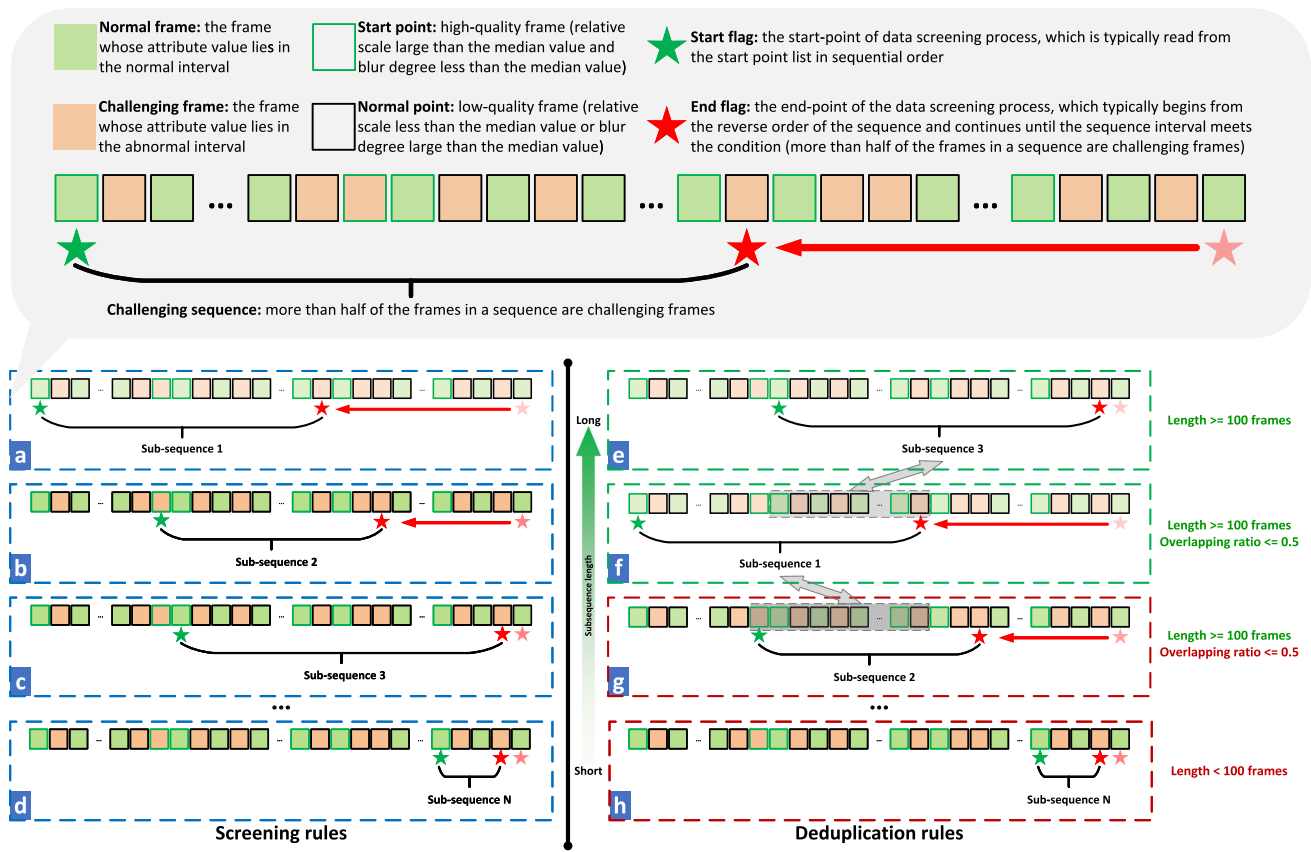 Normal frame: the frame
whose attribute value lies in
the normal interval
Start point: high-quality frame (relative
scale large than the median value and
blur degree less than the median value)
Start flag: the start-point of data screening process, which is typically read from
the start point list in sequential order
Challenging frame: the frame
whose attribute value lies in
the abnormal interval
Normal point: low-quality frame (relative
scale less than the median value or blur
degree large than the median value)
End flag: the end-point of the data screening process, which typically begins from
the reverse order of the sequence and continues until the sequence interval meets
the condition (more than half of the frames in a sequence are challenging frames)
... ... ...
Challenging sequence: more than half of the frames in a sequence are challenging frames
... ... ...
Sub-sequence 1
a
... ... ...
Sub-sequence 2
b
... ... ...
Sub-sequence 3
c
...
... ... ...
Sub-sequence N
d
Screening rules
Long
Subsequence length
Short
... ... ...
Sub-sequence 3
e
Length >= 100 frames
... ... ...
Sub-sequence 1
f
Length >= 100 frames
Overlapping ratio <= 0.5
... ... ...
Sub-sequence 2
g
Length >= 100 frames
Overlapping ratio <= 0.5
...
... ... ...
Sub-sequence N
h
Length < 100 frames
Deduplication rules